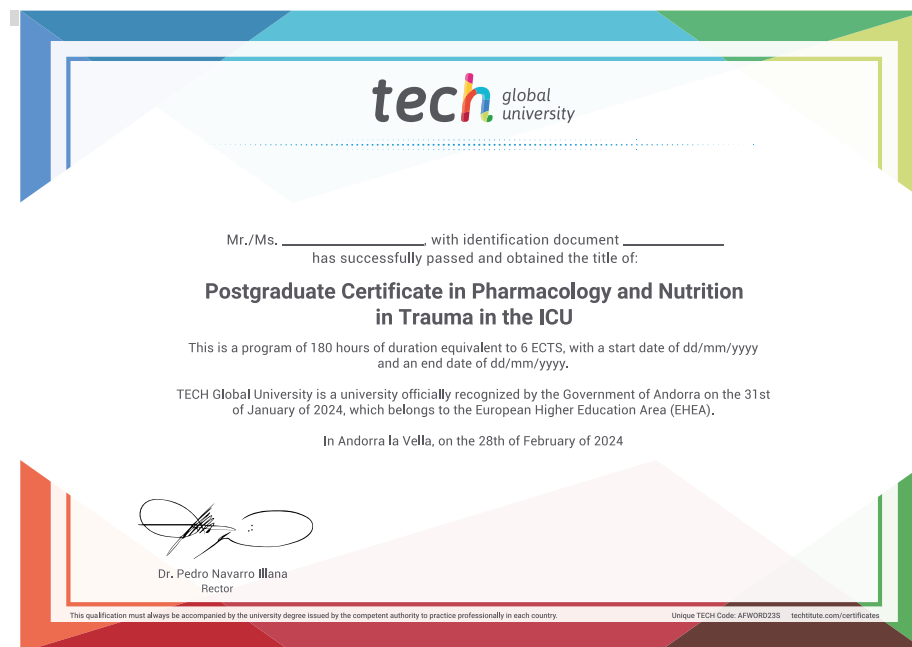 tech global
university
Mr./Ms. ____________________, with identification document ______________
has successfully passed and obtained the title of:
Postgraduate Certificate in Pharmacology and Nutrition
in Trauma in the ICU
This is a program of 180 hours of duration equivalent to 6 ECTS, with a start date of dd/mm/yyyy
and an end date of dd/mm/yyyy.
TECH Global University is a university officially recognized by the Government of Andorra on the 31st
of January of 2024, which belongs to the European Higher Education Area (EHEA).
In Andorra la Vella, on the 28th of February of 2024
Dr. Pedro Navarro Illana
Rector
This qualification must always be accompanied by the university degree issued by the competent authority to practice professionally in each country.
Unique TECH Code: AFWORD23S techtitute.com/certificates